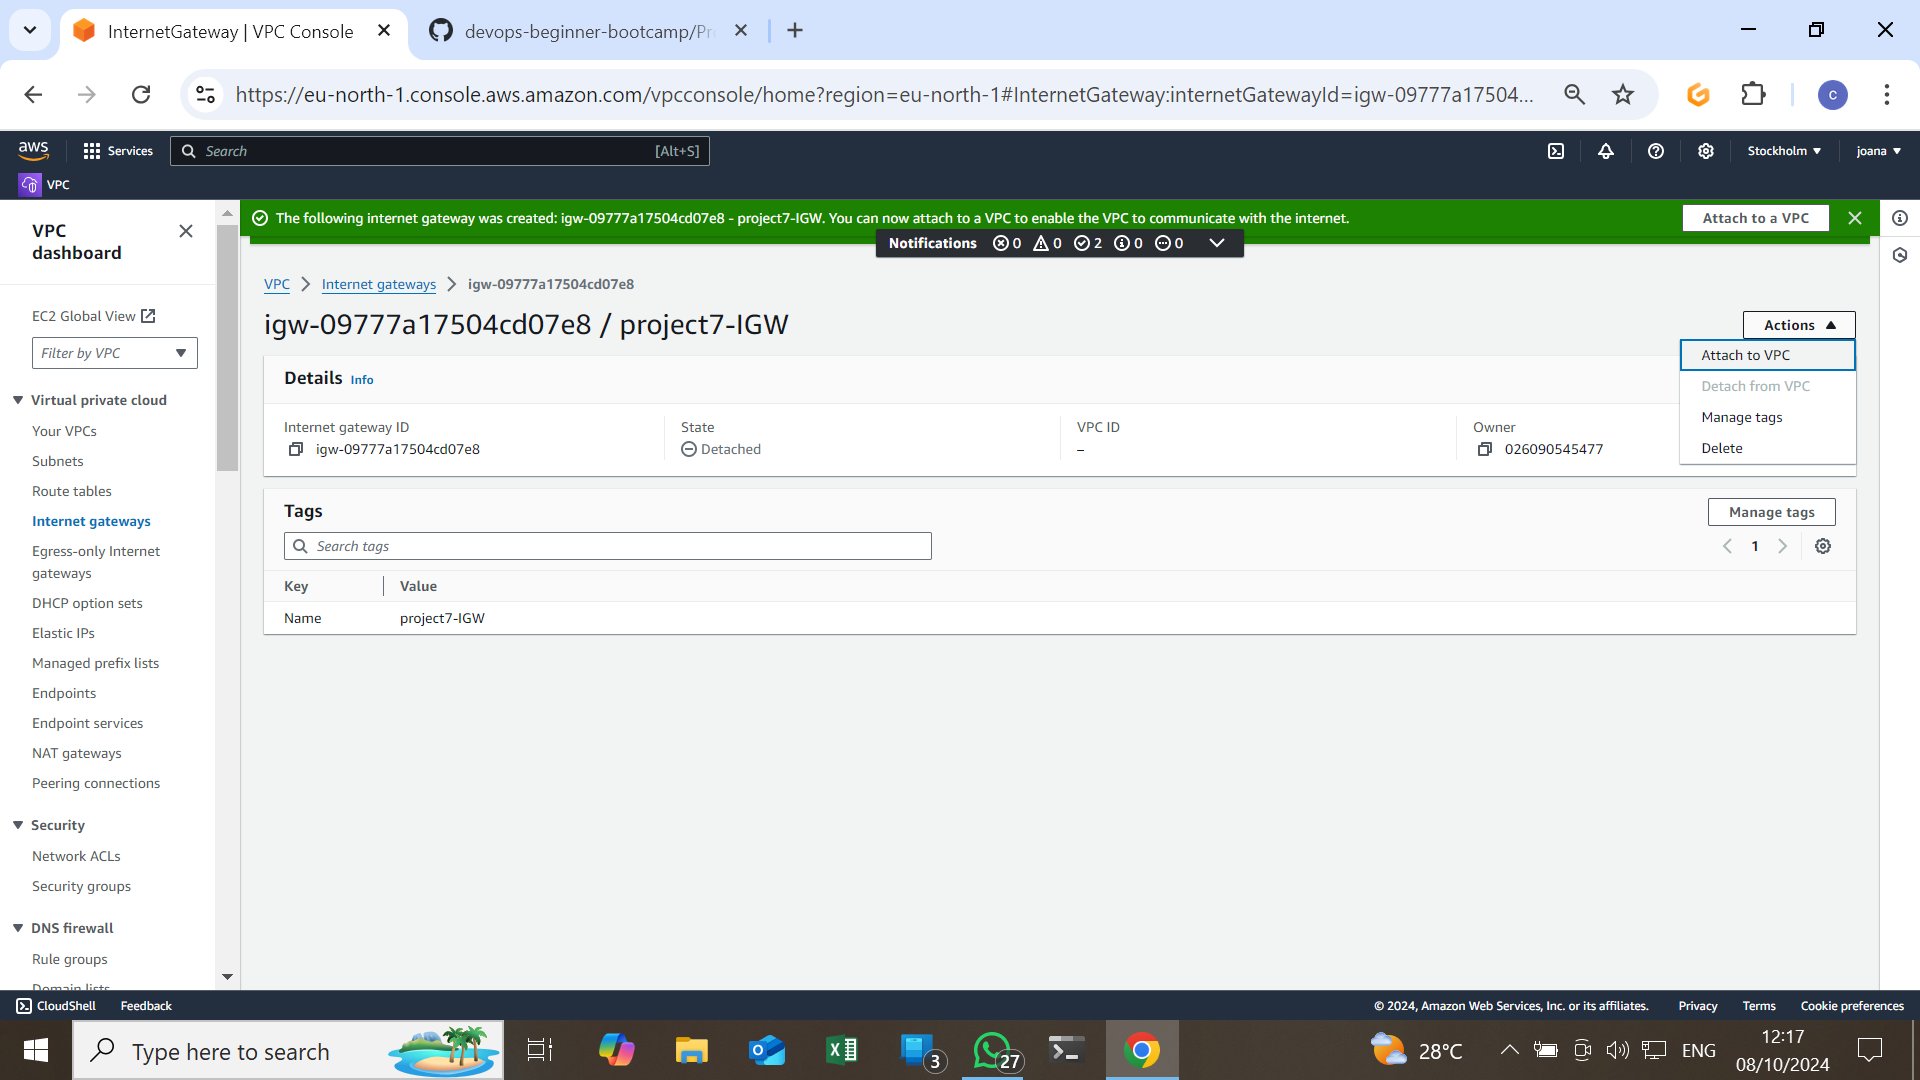 InternetGateway | VPC Console
devops-beginner-bootcamp/Pr
https://eu-north-1.console.aws.amazon.com/vpcconsole/home?region=eu-north-1#InternetGateway:internetGatewayId=igw-09777a17504...
c
aws
Services
Search
[Alt+S]
Stockholm
joana
VPC
VPC dashboard
EC2 Global View
Filter by VPC
Virtual private cloud
Your VPCs
Subnets
Route tables
Internet gateways
Egress-only Internet
gateways
DHCP option sets
Elastic IPs
Managed prefix lists
Endpoints
Endpoint services
NAT gateways
Peering connections
Security
Network ACLs
Security groups
DNS firewall
Rule groups
Domain lists
The following internet gateway was created: igw-09777a17504cd07e8 - project7-IGW. You can now attach to a VPC to enable the VPC to communicate with the internet.
Attach to a VPC
Notifications 0 0 2 0 0
VPC
Internet gateways
igw-09777a17504cd07e8
igw-09777a17504cd07e8 / project7-IGW
Actions
Attach to VPC
Detach from VPC
Manage tags
Delete
Details Info
Internet gateway ID
igw-09777a17504cd07e8
State
Detached
VPC ID
–
Owner
026090545477
Tags
Manage tags
Search tags
1
Key
Value
Name
project7-IGW
CloudShell
Feedback
© 2024, Amazon Web Services, Inc. or its affiliates.
Privacy
Terms
Cookie preferences
Type here to search
3
27
28°C
ENG
12:17
08/10/2024